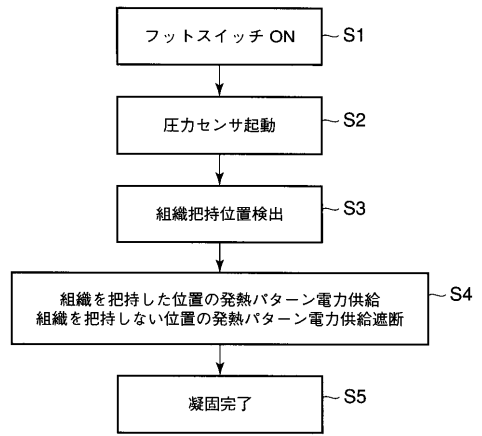 フットスイッチ ON
S1
圧力センサ起動
S2
組織把持位置検出
S3
組織を把持した位置の発熱パターン電力供給
組織を把持しない位置の発熱パターン電力供給遮断
S4
凝固完了
S5